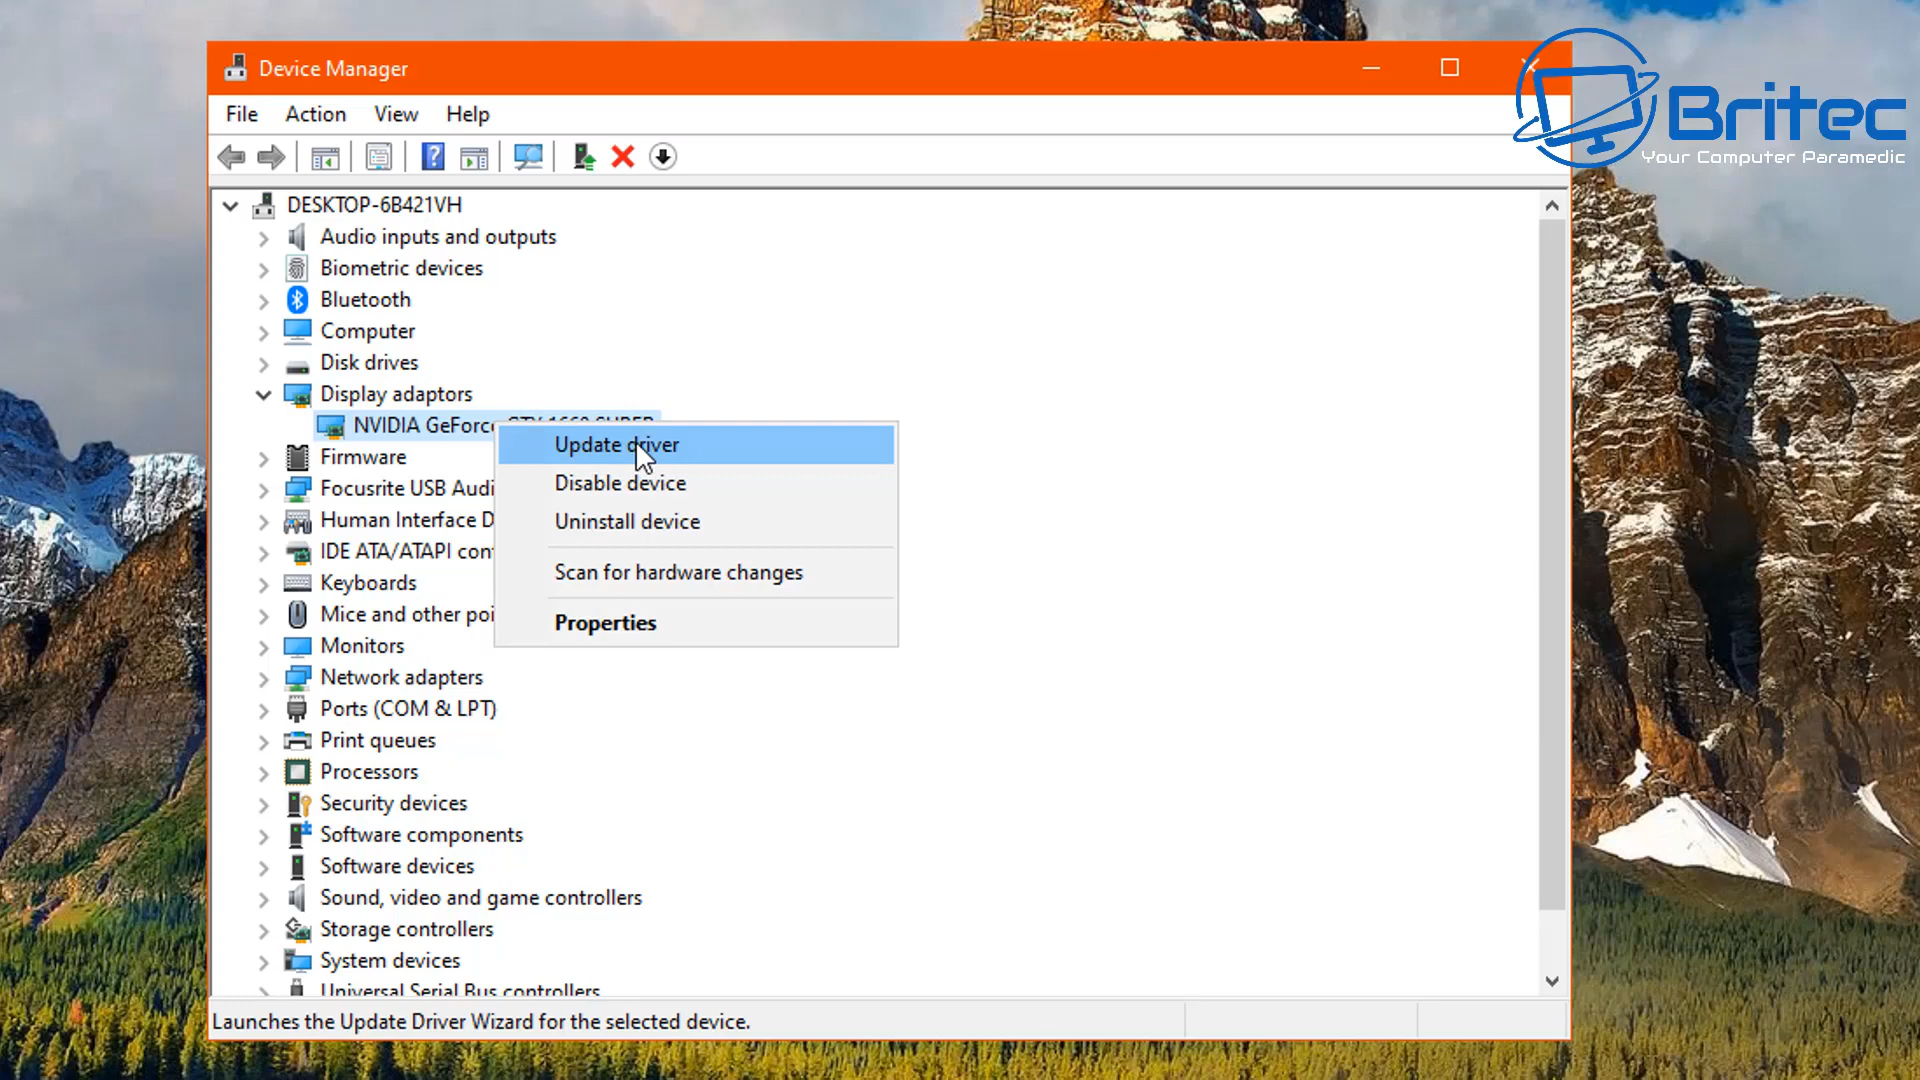 Device Manager
Britec
Your Computer Paramedic
File Action View Help
DESKTOP-6B421VH
Audio inputs and outputs
Biometric devices
Bluetooth
Computer
Disk drives
Display adaptors
NVIDIA GeForce GTX 1660 SUPER
Update driver
Disable device
Uninstall device
Scan for hardware changes
Properties
Firmware
Focusrite USB Audi
Human Interface D
IDE ATA/ATAPI con
Keyboards
Mice and other poi
Monitors
Network adapters
Ports (COM & LPT)
Print queues
Processors
Security devices
Software components
Software devices
Sound, video and game controllers
Storage controllers
System devices
Universal Serial Bus controllers
Launches the Update Driver Wizard for the selected device.